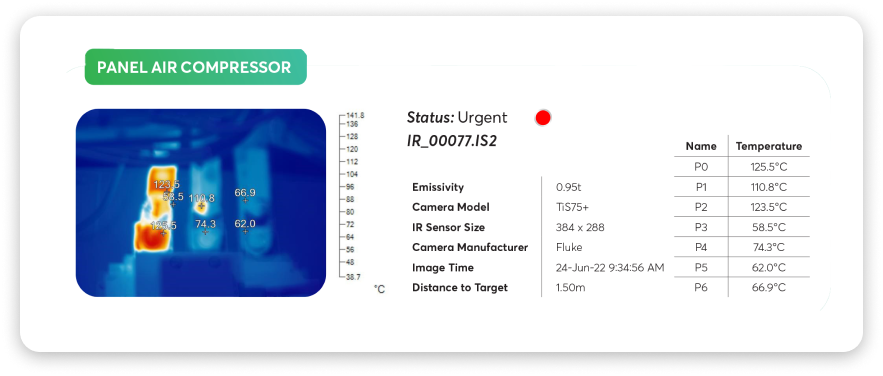 PANEL AIR COMPRESSOR
123.5
58.5 110.8
66.9
125.5
74.3
62.0
141.8
136
128
120
112
104
96
88
80
72
64
56
48
38.7
°C
Status: Urgent
IR_00077.IS2
Emissivity 0.95t
Camera Model TiS75+
IR Sensor Size 384 x 288
Camera Manufacturer Fluke
Image Time 24-Jun-22 9:34:56 AM
Distance to Target 1.50m
Name Temperature
P0 125.5°C
P1 110.8°C
P2 123.5°C
P3 58.5°C
P4 74.3°C
P5 62.0°C
P6 66.9°C